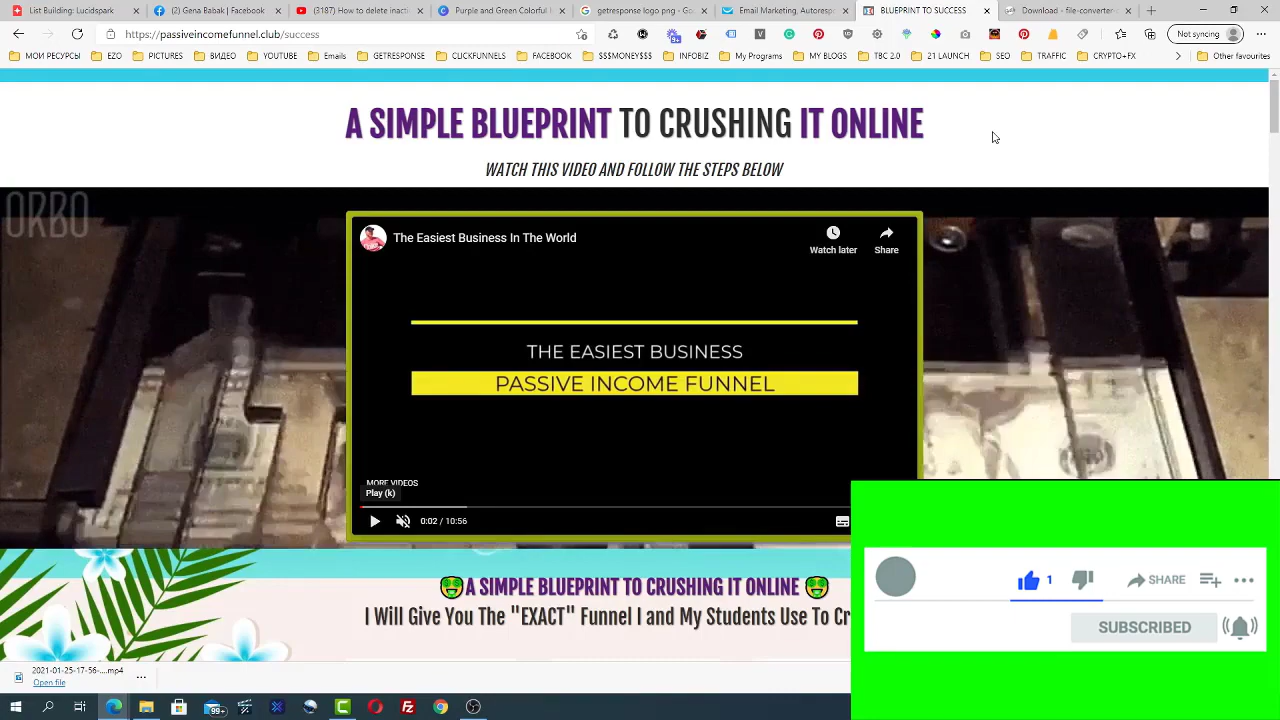 List Building: Lucidspark
(2) Gena Babak | Facebook
(3187) How to delete inacti
Purple and Green Colorful I
getresponse logo png - Goo
Email Marketing, Autorespo
BLUEPRINT TO SUCCESS
Download - file-converter-c
https://passiveincomefunnel.club/success
9+
Not syncing
МОИ РЕСУРСЫ
EZO
PICTURES
ВИДЕО
YOUTUBE
Emails
GETRESPONSE
CLICKFUNNELS
FACEBOOK
$$$MONEY$$$
INFOBIZ
My Programs
MY BLOGS
TBC 2.0
21 LAUNCH
SEO
TRAFFIC
CRYPTO+FX
Other favourites
A SIMPLE BLUEPRINT TO CRUSHING IT ONLINE
WATCH THIS VIDEO AND FOLLOW THE STEPS BELOW
ORBO
The Easiest Business In The World
Watch later
Share
THE EASIEST BUSINESS
PASSIVE INCOME FUNNEL
MORE VIDEOS
Play (k)
0:02 / 10:56
A SIMPLE BLUEPRINT TO CRUSHING IT ONLINE
I Will Give You The "EXACT" Funnel I and My Students Use To Cr
1
SHARE
SUBSCRIBED
2021-01-25-17-56-....mp4
Open file
99+